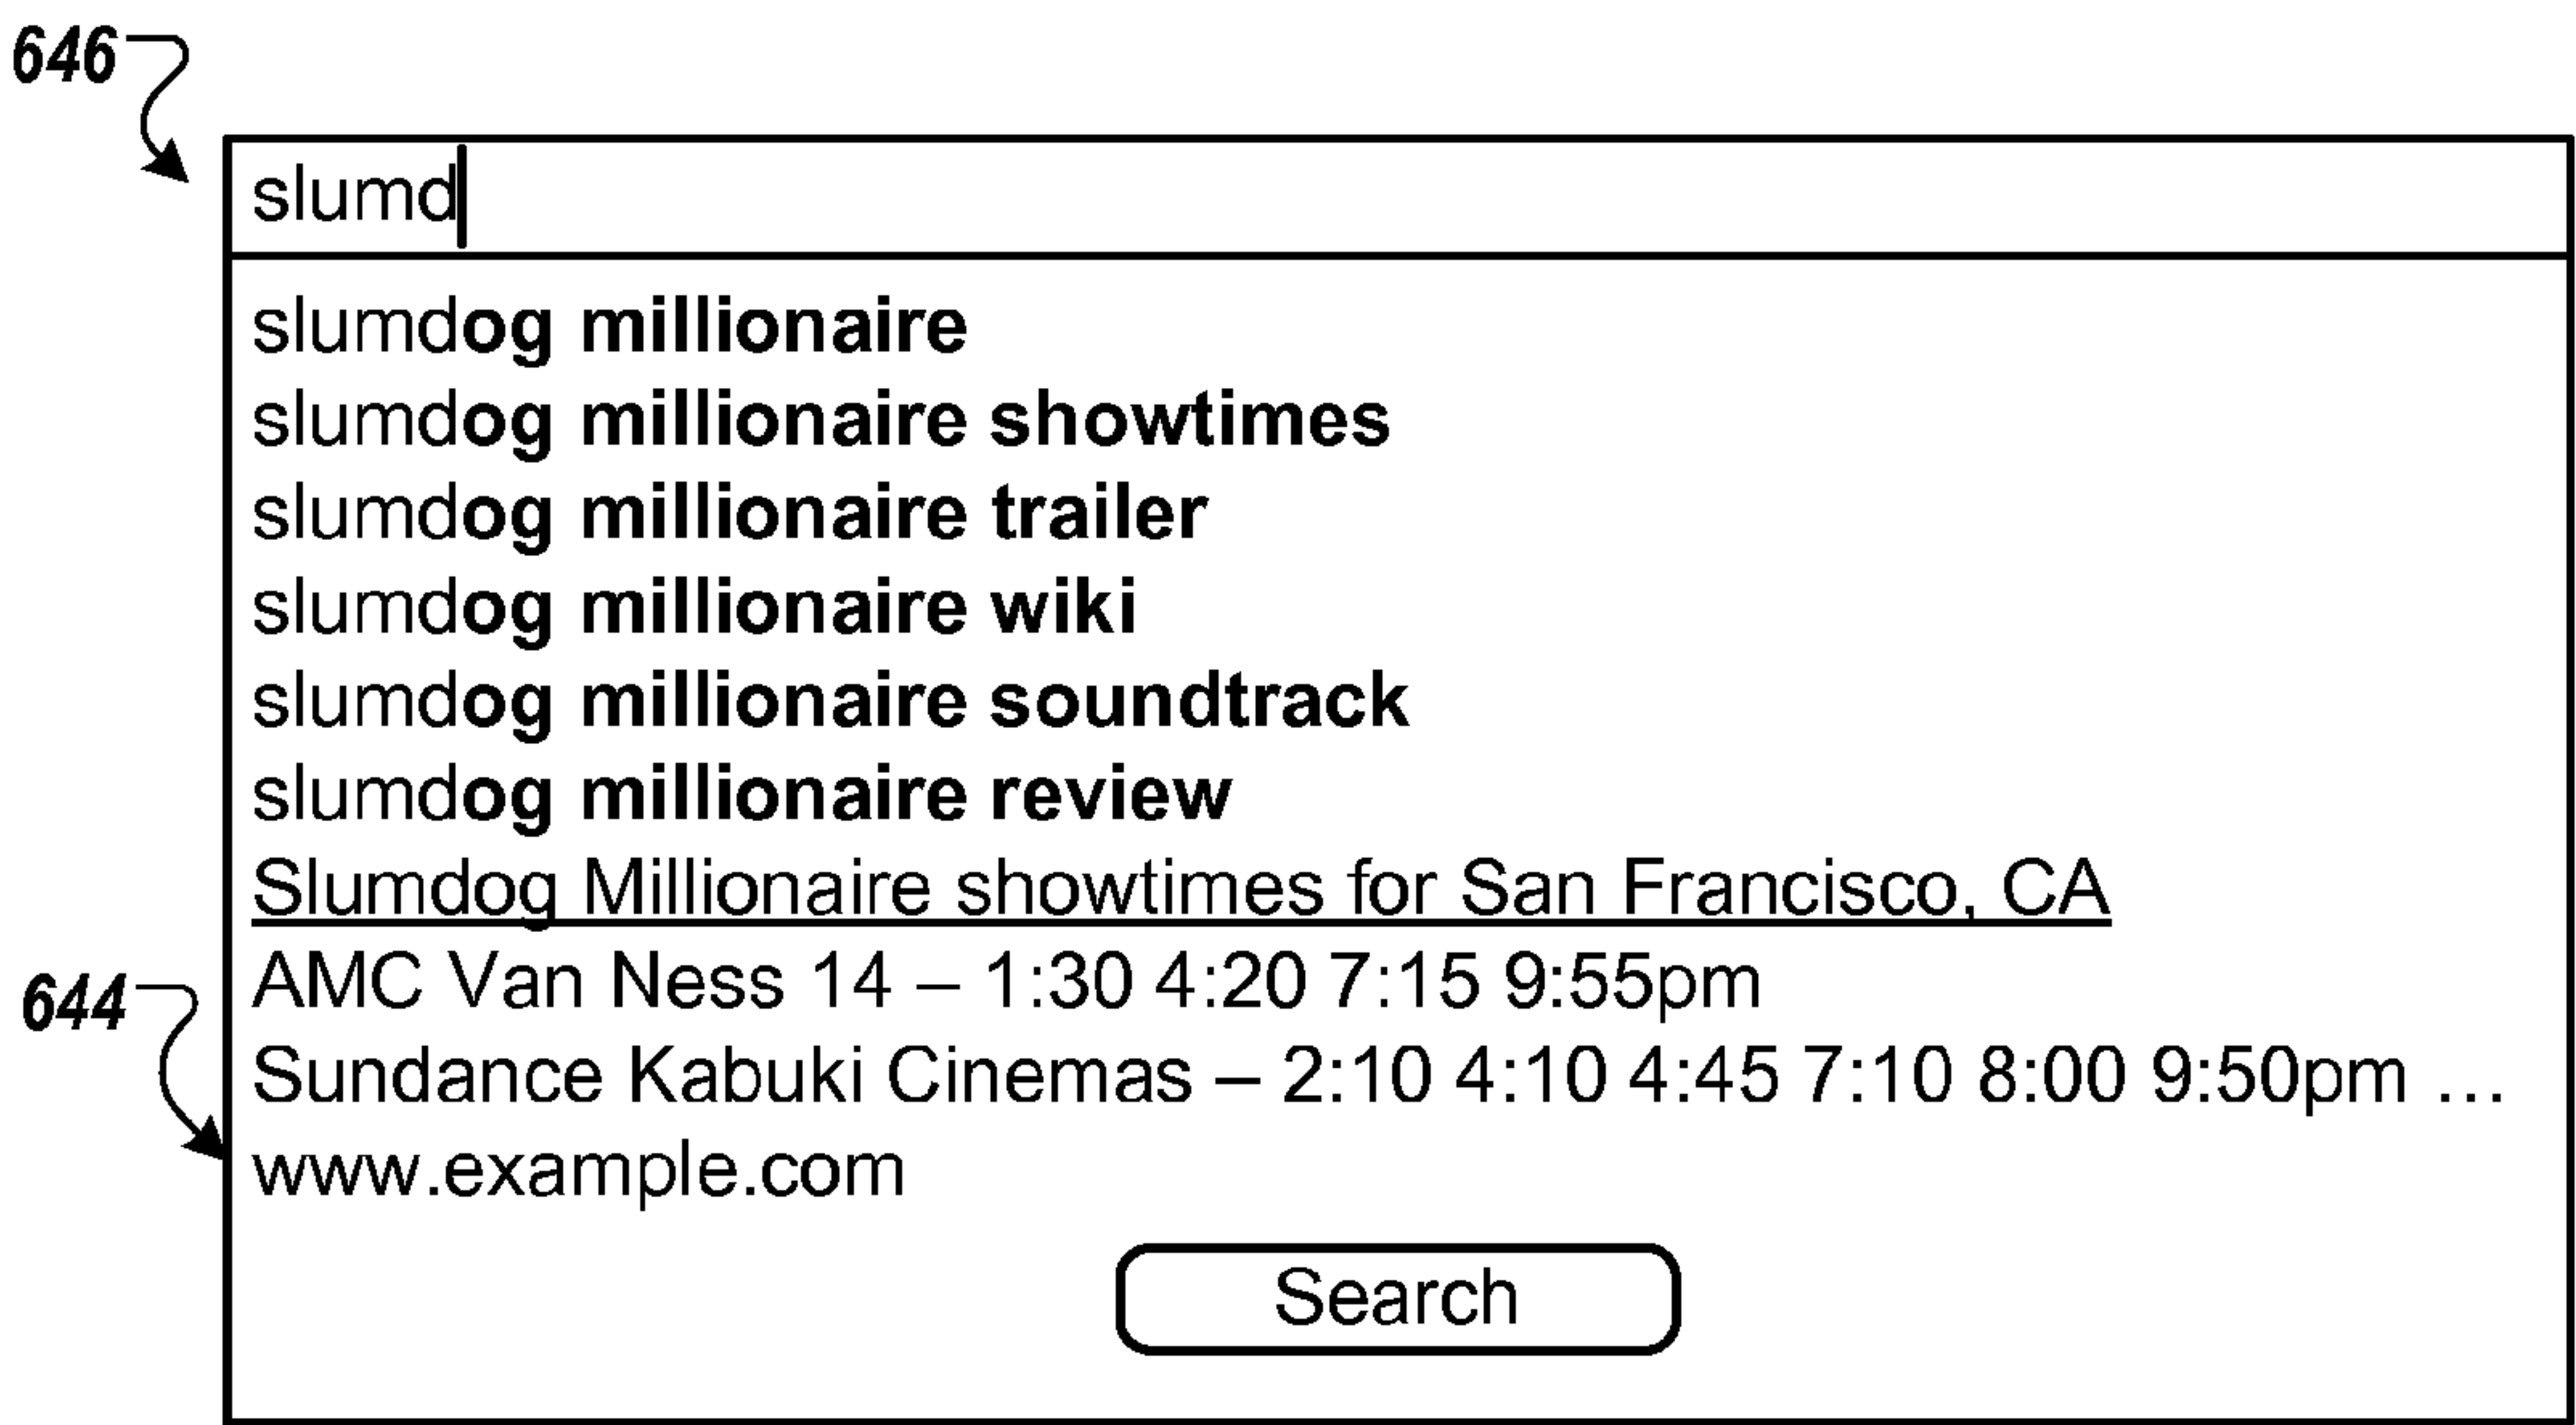 646
slumd
slumdog millionaire
slumdog millionaire showtimes
slumdog millionaire trailer
slumdog millionaire wiki
slumdog millionaire soundtrack
slumdog millionaire review
Slumdog Millionaire showtimes for San Francisco, CA
AMC Van Ness 14 – 1:30 4:20 7:15 9:55pm
644
Sundance Kabuki Cinemas – 2:10 4:10 4:45 7:10 8:00 9:50pm ...
www.example.com
Search